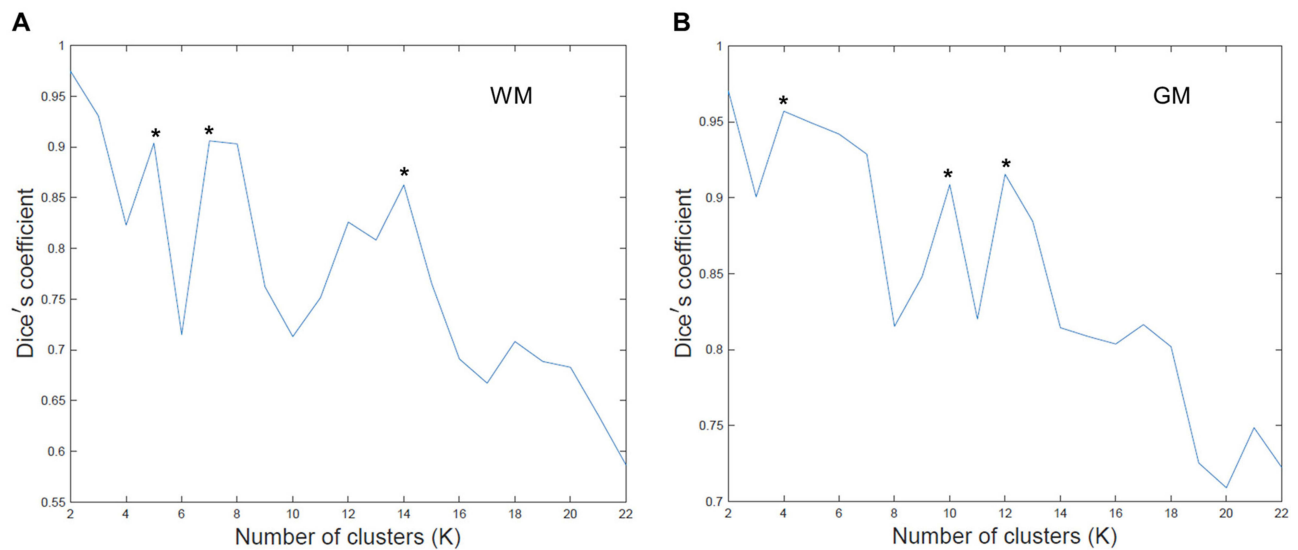 A
WM
Dice's coefficient
1
0.95
0.9
0.85
0.8
0.75
0.7
0.65
0.6
0.55
* * *
2 4 6 8 10 12 14 16 18 20 22
Number of clusters (K)
B
GM
Dice's coefficient
1
0.95
0.9
0.85
0.8
0.75
0.7
* * *
2 4 6 8 10 12 14 16 18 20 22
Number of clusters (K)